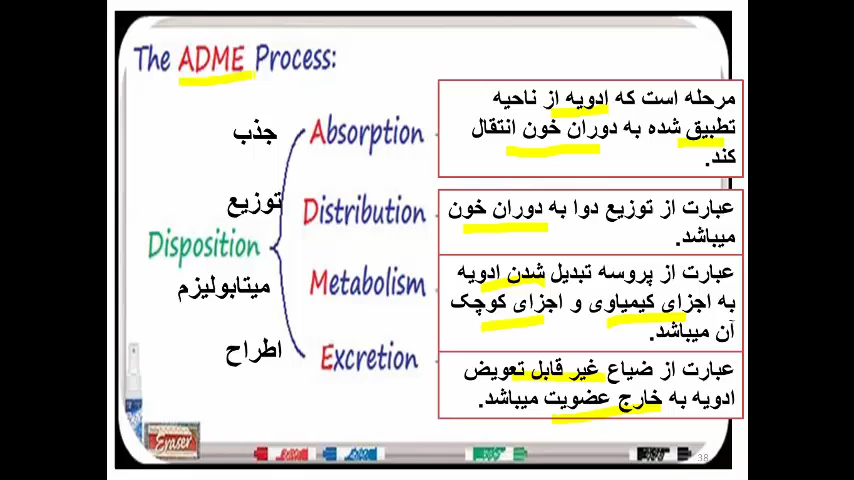 The ADME Process:
جذب
Absorption
مرحله است که ادویه از ناحیه
تطبیق شده به دوران خون انتقال
کند.
توزیع
Distribution
عبارت از توزیع دوا به دوران خون
میباشد.
Disposition
میتابولیزم
Metabolism
عبارت از پروسه تبدیل شدن ادویه
به اجزای کیمیاوی و اجزای کوچک
آن میباشد.
اطراح
Excretion
عبارت از ضیاع غیر قابل تعویض
ادویه به خارج عضویت میباشد.
Eraser
38